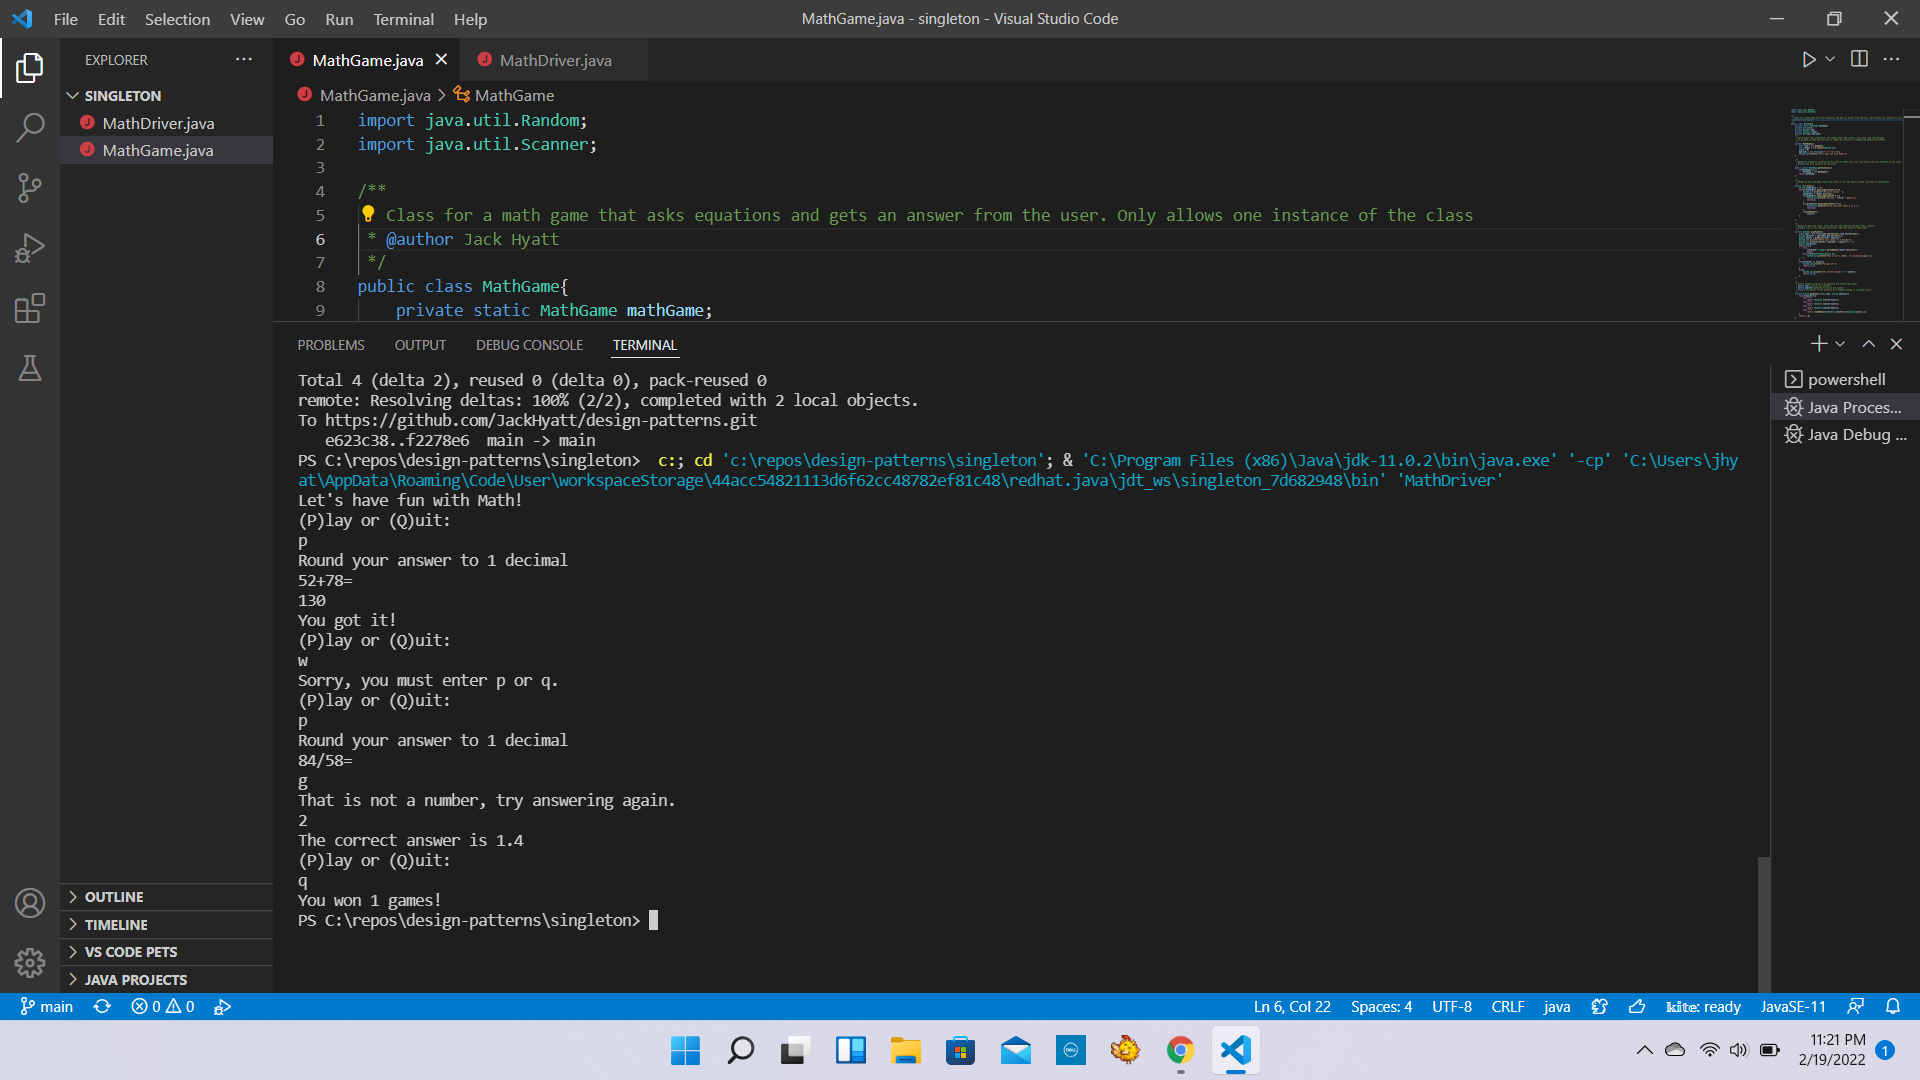 File Edit Selection View Go Run Terminal Help
MathGame.java - singleton - Visual Studio Code
EXPLORER
SINGLETON
MathDriver.java
MathGame.java
MathGame.java
MathDriver.java
MathGame.java > MathGame
1 import java.util.Random;
2 import java.util.Scanner;
3
4 /**
5 Class for a math game that asks equations and gets an answer from the user. Only allows one instance of the class
6 * @author Jack Hyatt
7 */
8 public class MathGame{
9 private static MathGame mathGame;
PROBLEMS OUTPUT DEBUG CONSOLE TERMINAL
Total 4 (delta 2), reused 0 (delta 0), pack-reused 0
remote: Resolving deltas: 100% (2/2), completed with 2 local objects.
To https://github.com/JackHyatt/design-patterns.git
e623c38..f2278e6  main -> main
PS C:\repos\design-patterns\singleton>  c:; cd 'c:\repos\design-patterns\singleton'; & 'C:\Program Files (x86)\Java\jdk-11.0.2\bin\java.exe' '-cp' 'C:\Users\jhy
at\AppData\Roaming\Code\User\workspaceStorage\44acc54821113d6f62cc48782ef81c48\redhat.java\jdt_ws\singleton_7d682948\bin' 'MathDriver'
Let's have fun with Math!
(P)lay or (Q)uit:
p
Round your answer to 1 decimal
52+78=
130
You got it!
(P)lay or (Q)uit:
w
Sorry, you must enter p or q.
(P)lay or (Q)uit:
p
Round your answer to 1 decimal
84/58=
g
That is not a number, try answering again.
2
The correct answer is 1.4
(P)lay or (Q)uit:
q
You won 1 games!
PS C:\repos\design-patterns\singleton>
powershell
Java Proces...
Java Debug ...
OUTLINE
TIMELINE
VS CODE PETS
JAVA PROJECTS
main 0 0
Ln 6, Col 22 Spaces: 4 UTF-8 CRLF java kite: ready JavaSE-11
DELL
11:21 PM
2/19/2022
1